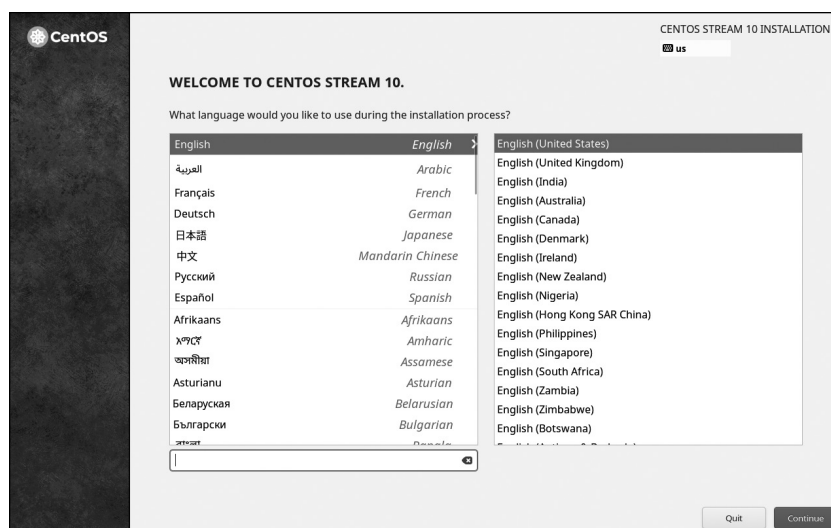 CentOS
CENTOS STREAM 10 INSTALLATION
us
WELCOME TO CENTOS STREAM 10.
What language would you like to use during the installation process?
English English
العربية Arabic
Français French
Deutsch German
日本語 Japanese
中文 Mandarin Chinese
Русский Russian
Español Spanish
Afrikaans Afrikaans
አማርኛ Amharic
অসমীয়া Assamese
Asturianu Asturian
Беларуская Belarusian
Български Bulgarian
English (United States)
English (United Kingdom)
English (India)
English (Australia)
English (Canada)
English (Denmark)
English (Ireland)
English (New Zealand)
English (Nigeria)
English (Hong Kong SAR China)
English (Philippines)
English (Singapore)
English (South Africa)
English (Zambia)
English (Zimbabwe)
English (Botswana)
Quit
Continue